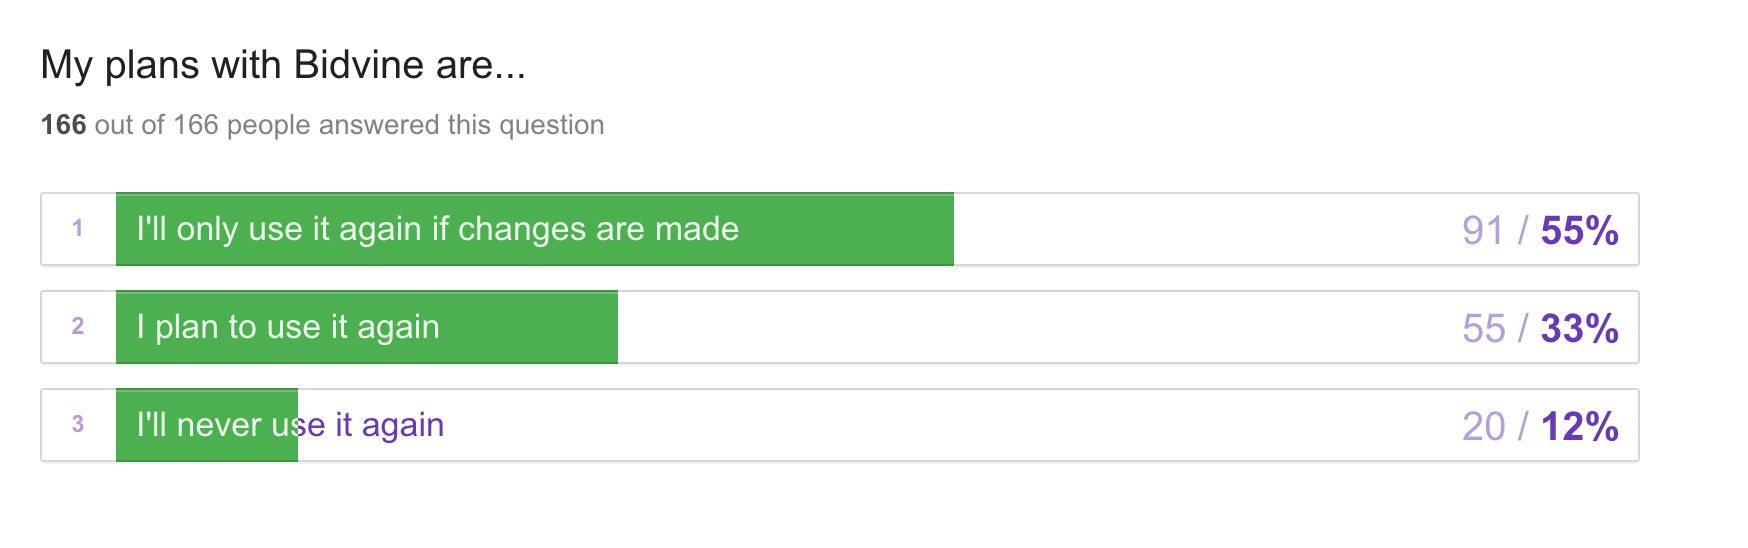 My plans with Bidvine are...
166 out of 166 people answered this question
1 I'll only use it again if changes are made 91 / 55%
2 I plan to use it again 55 / 33%
3 I'll never use it again 20 / 12%